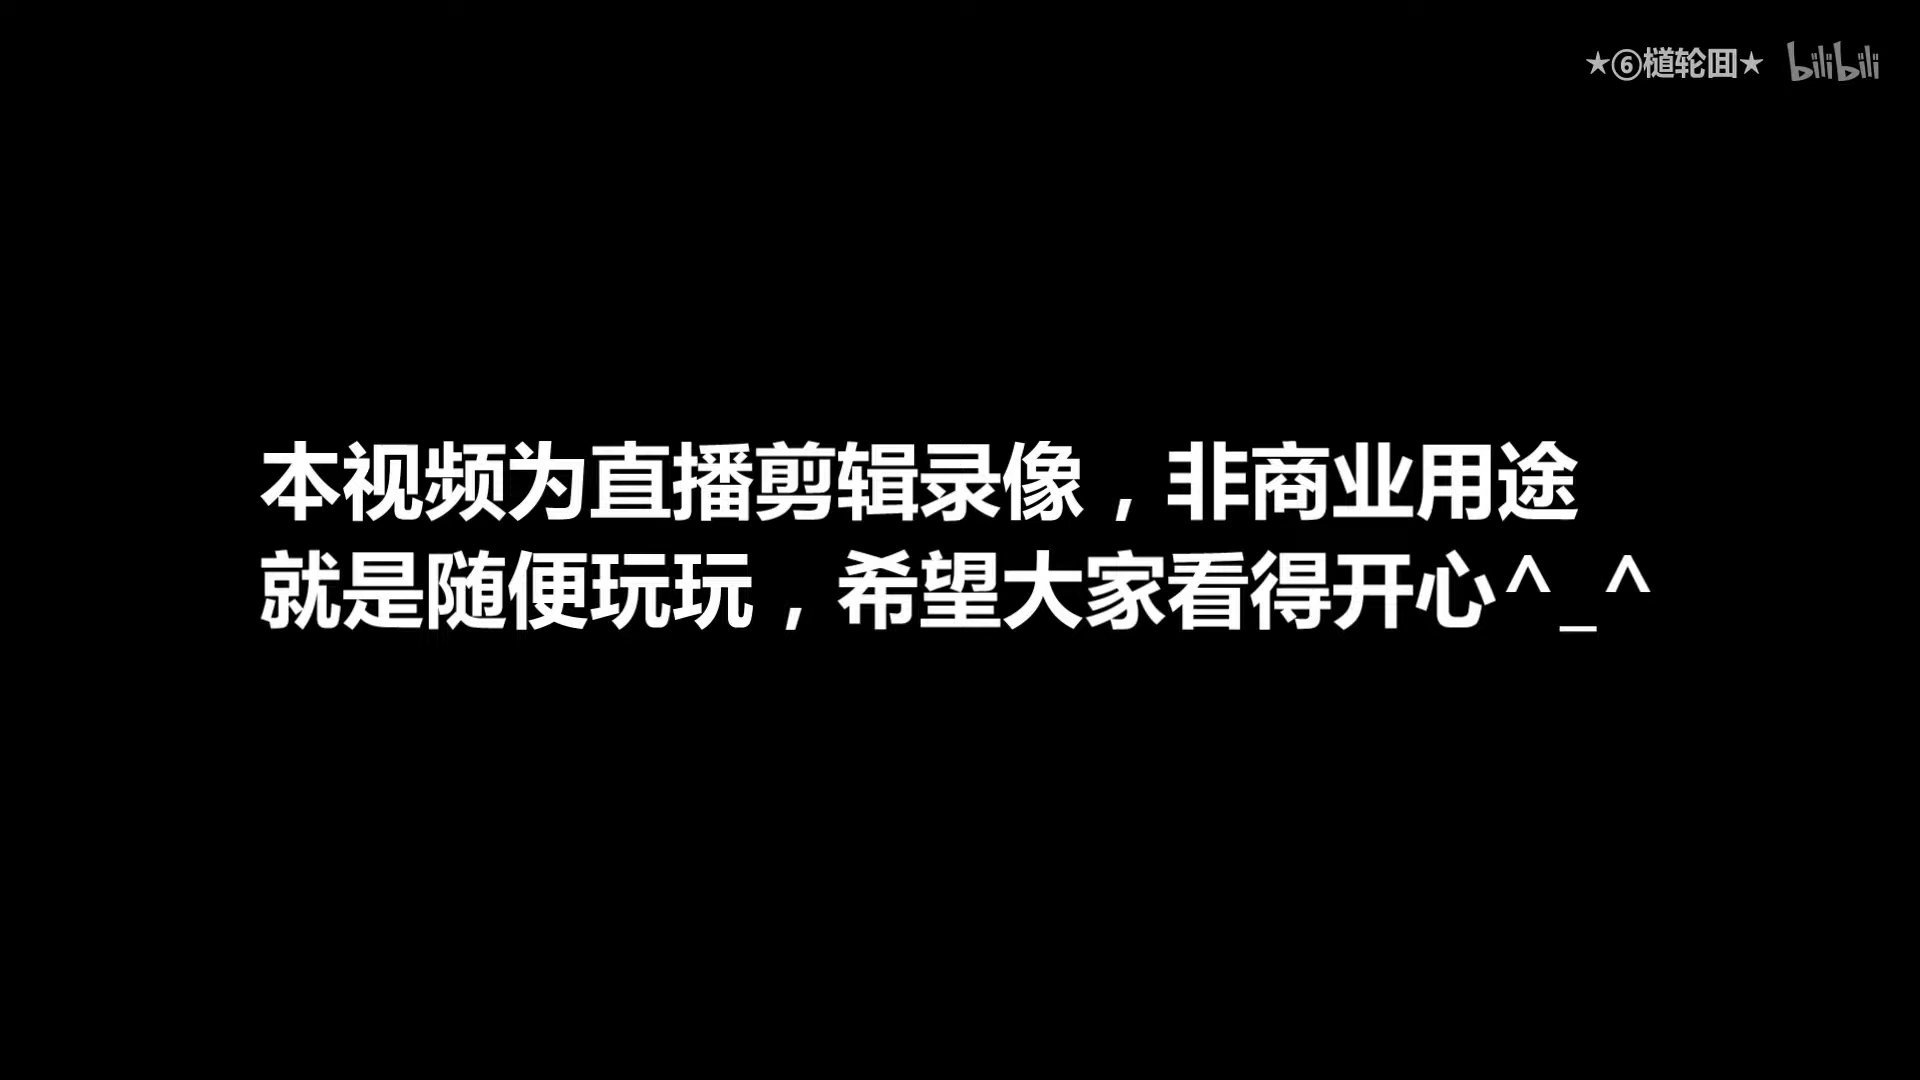 ★⑥槌轮囬★ bilibili
本视频为直播剪辑录像，非商业用途
就是随便玩玩，希望大家看得开心^_^